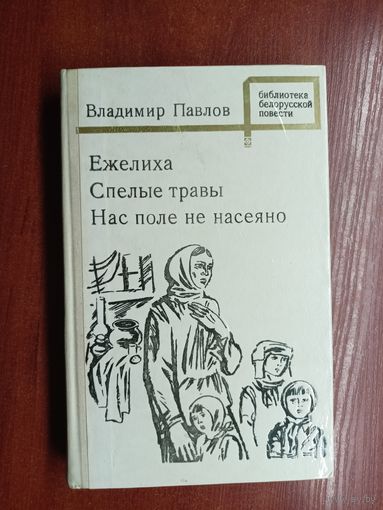 Владимир Павлов
библиотека
белорусской
повести
Ежелиха
Спелые травы
Нас поле не насеяно